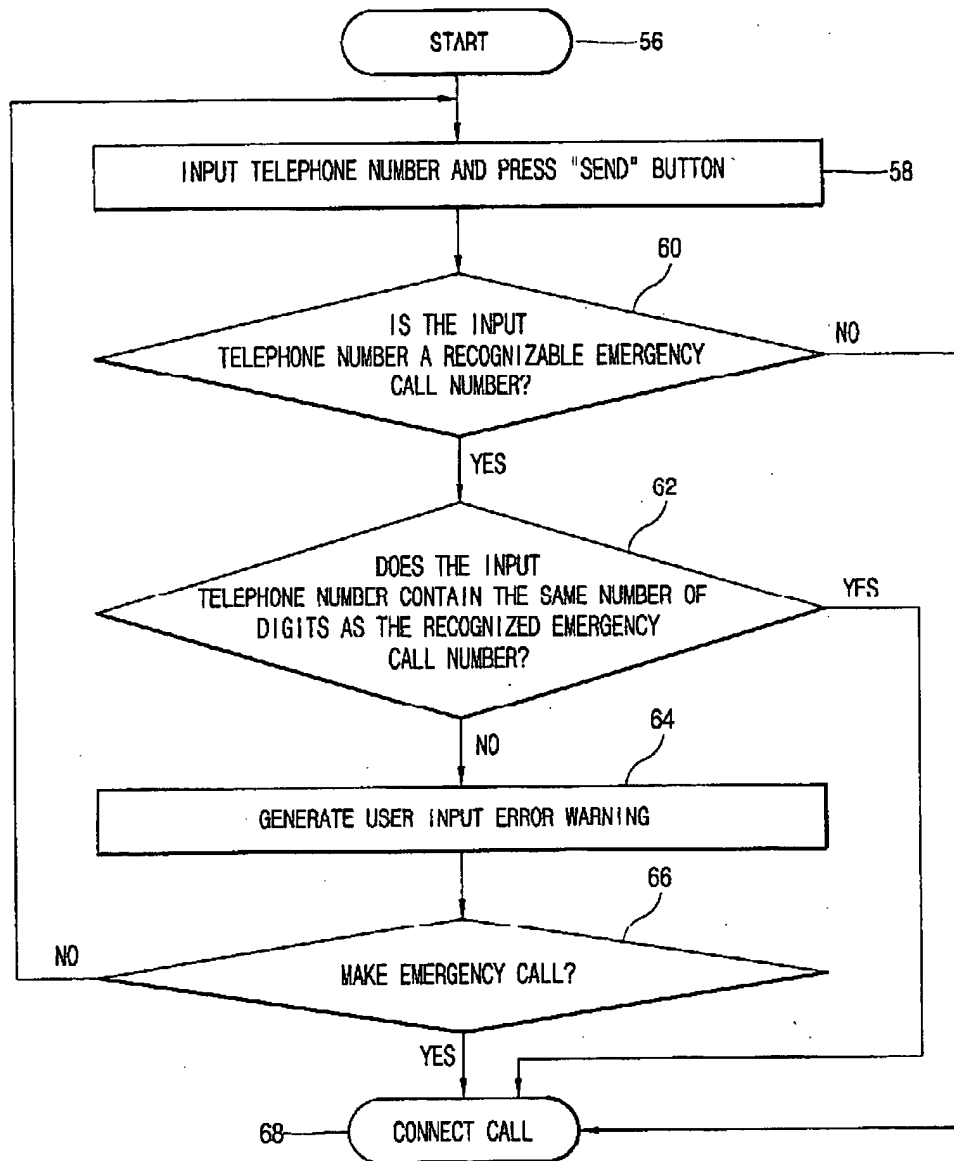 START
56
INPUT TELEPHONE NUMBER AND PRESS "SEND" BUTTON
58
60
IS THE INPUT
TELEPHONE NUMBER A RECOGNIZABLE EMERGENCY
CALL NUMBER?
NO
YES
62
DOES THE INPUT
TELEPHONE NUMBER CONTAIN THE SAME NUMBER OF
DIGITS AS THE RECOGNIZED EMERGENCY
CALL NUMBER?
YES
NO
64
GENERATE USER INPUT ERROR WARNING
66
NO
MAKE EMERGENCY CALL?
YES
68
CONNECT CALL